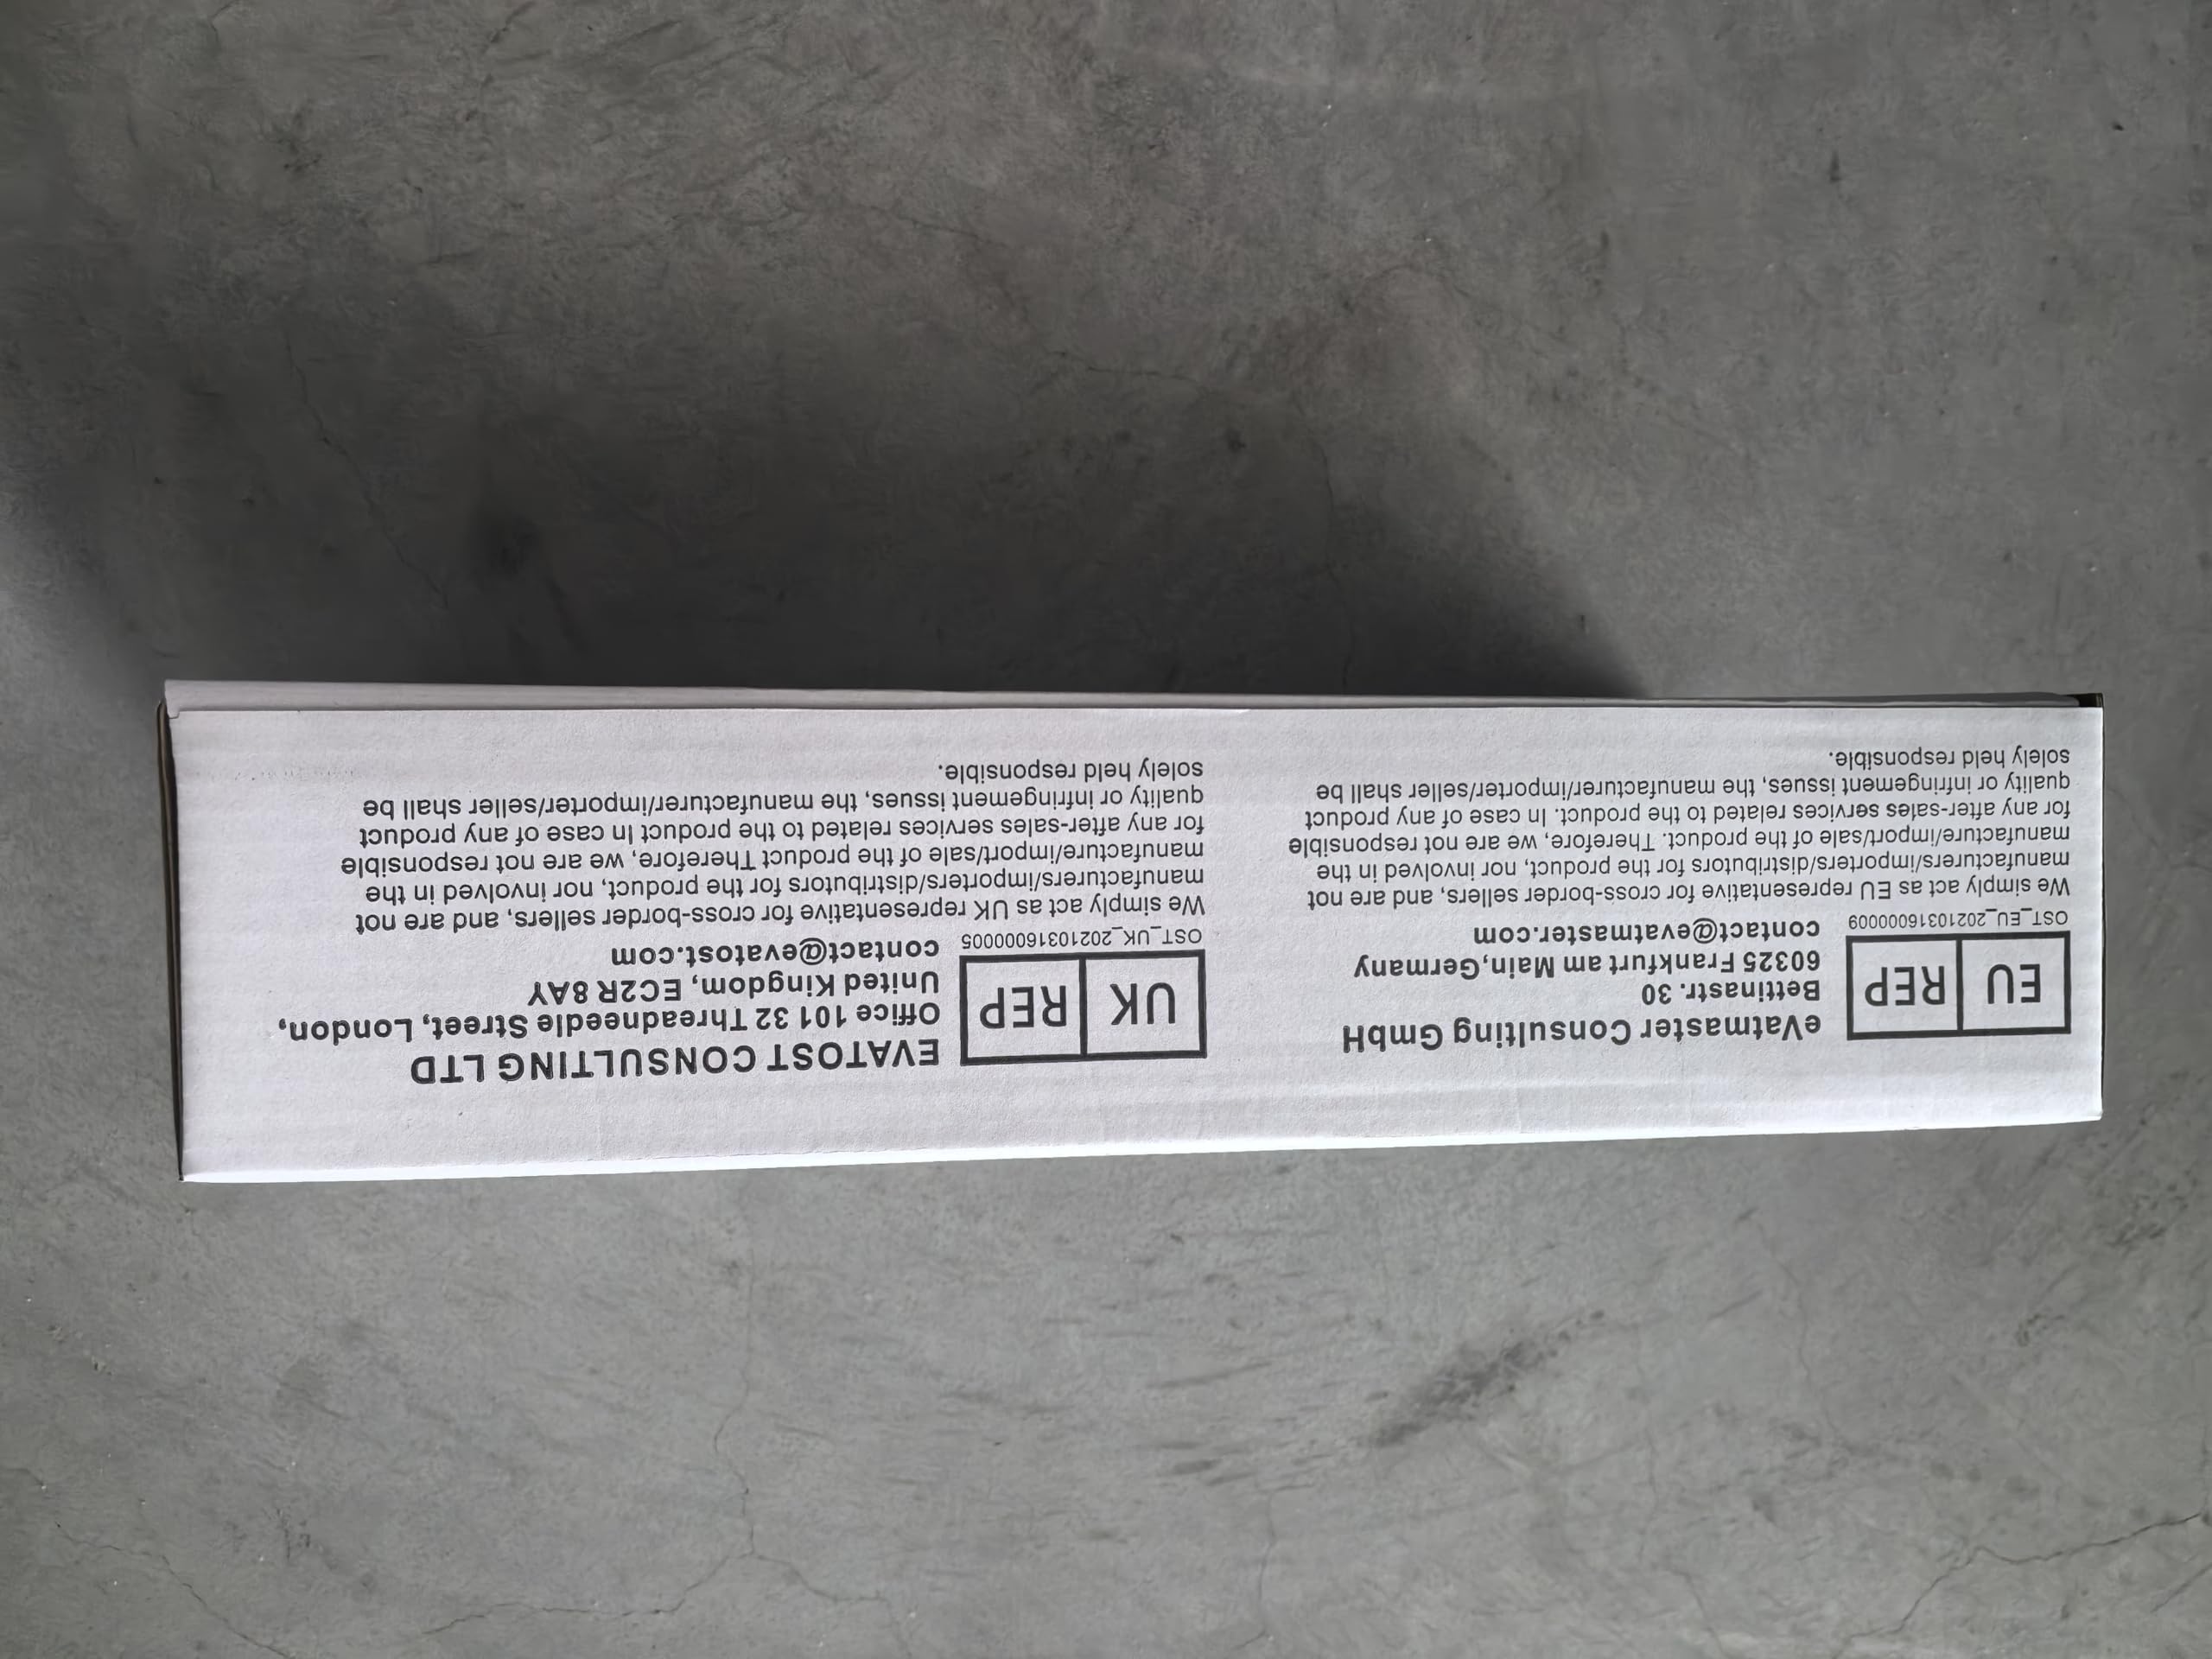 EU REP
eVatmaster Consulting GmbH
Bettinastr. 30
60325 Frankfurt am Main,Germany
contact@evatmaster.com
OST_EU_2021031600009
We simply act as EU representative for cross-border sellers, and are not
manufacturers/importers/distributors for the product, nor involved in the
manufacture/import/sale of the product. Therefore, we are not responsible
for any after-sales services related to the product. In case of any product
quality or infringement issues, the manufacturer/importer/seller shall be
solely held responsible.
UK REP
EVATOST CONSULTING LTD
Office 101 32 Threadneedle Street, London,
United Kingdom, EC2R 8AY
contact@evatost.com
OST_UK_2021031600005
We simply act as UK representative for cross-border sellers, and are not
manufacturers/importers/distributors for the product, nor involved in the
manufacture/import/sale of the product Therefore, we are not responsible
for any after-sales services related to the product In case of any product
quality or infringement issues, the manufacturer/importer/seller shall be
solely held responsible.